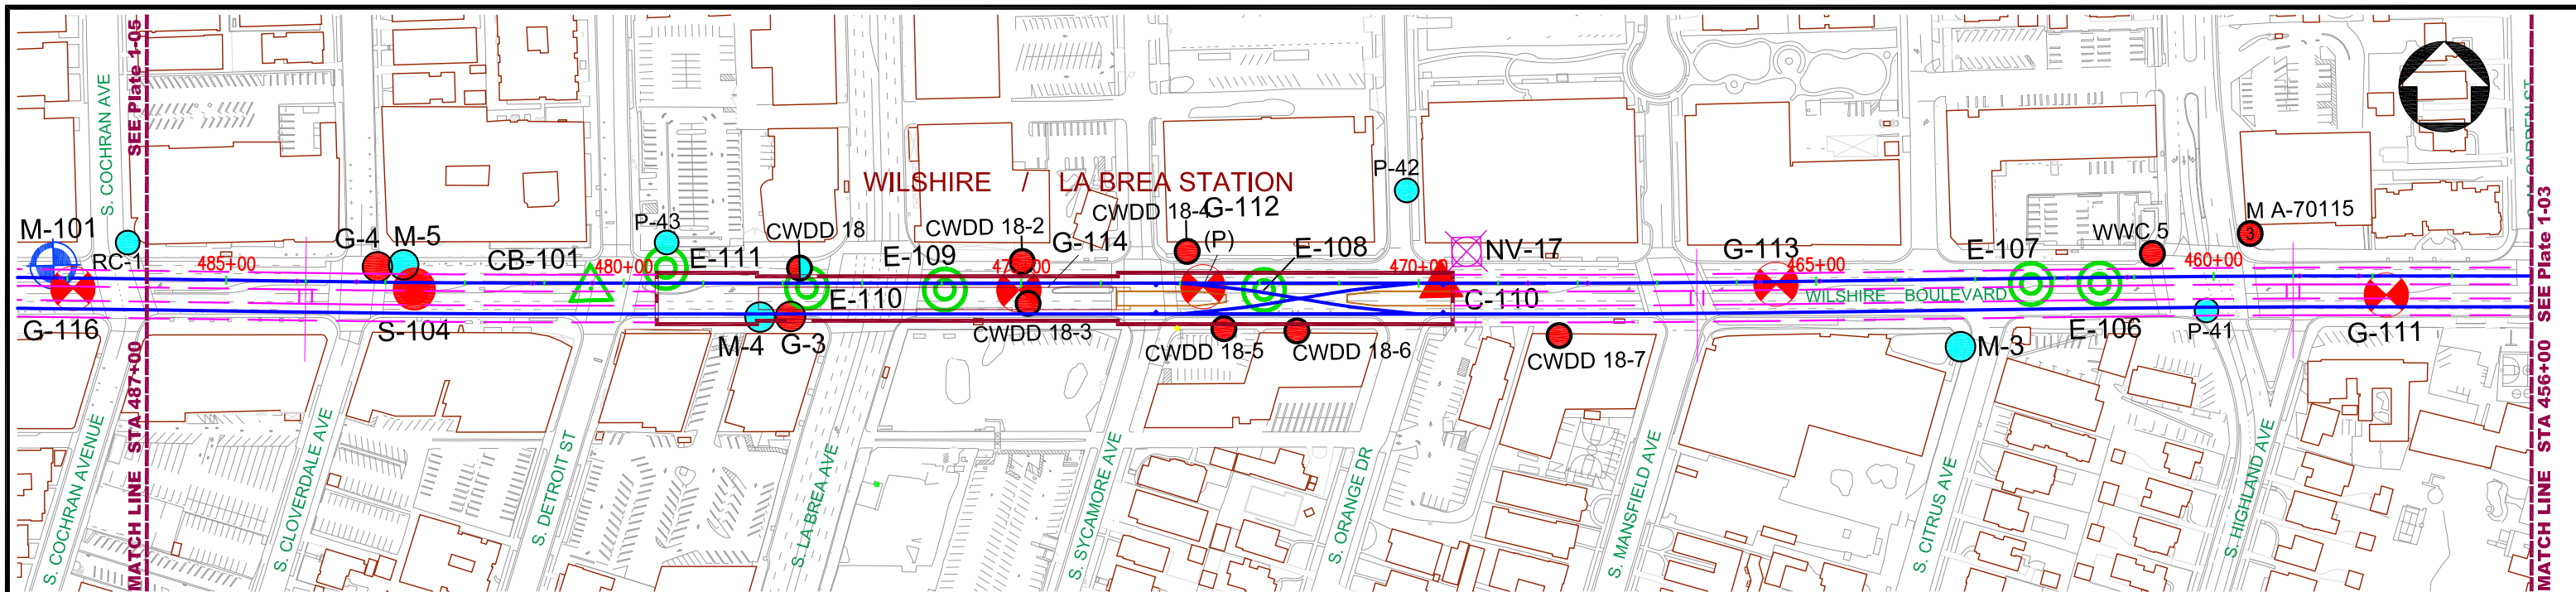 SEE Plate 1-05
S. COCHRAN AVE
WILSHIRE / LA BREA STATION
P-42
M-101
RC-1
G-4
M-5
P-43
CWDD 18
CWDD 18-2
CWDD 18-4
G-112
(P)
M A-70115
3
485+00
CB-101
480+00
E-111
E-109
G-114
E-108
470+00
NV-17
G-113
465+00
E-107
WWC 5
460+00
E-110
C-110
WILSHIRE BOULEVARD
G-116
S-104
M-4
G-3
CWDD 18-3
CWDD 18-5
CWDD 18-6
CWDD 18-7
M-3
E-106
P-41
G-111
SEE Plate 1-03
MATCH LINE STA 487+00
MATCH LINE STA 456+00
S. COCHRAN AVENUE
S. CLOVERDALE AVE
S. DETROIT ST
S. LA BREA AVE
S. SYCAMORE AVE
S. ORANGE DR
S. MANSFIELD AVE
S. CITRUS AVE
S. HIGHLAND AVE